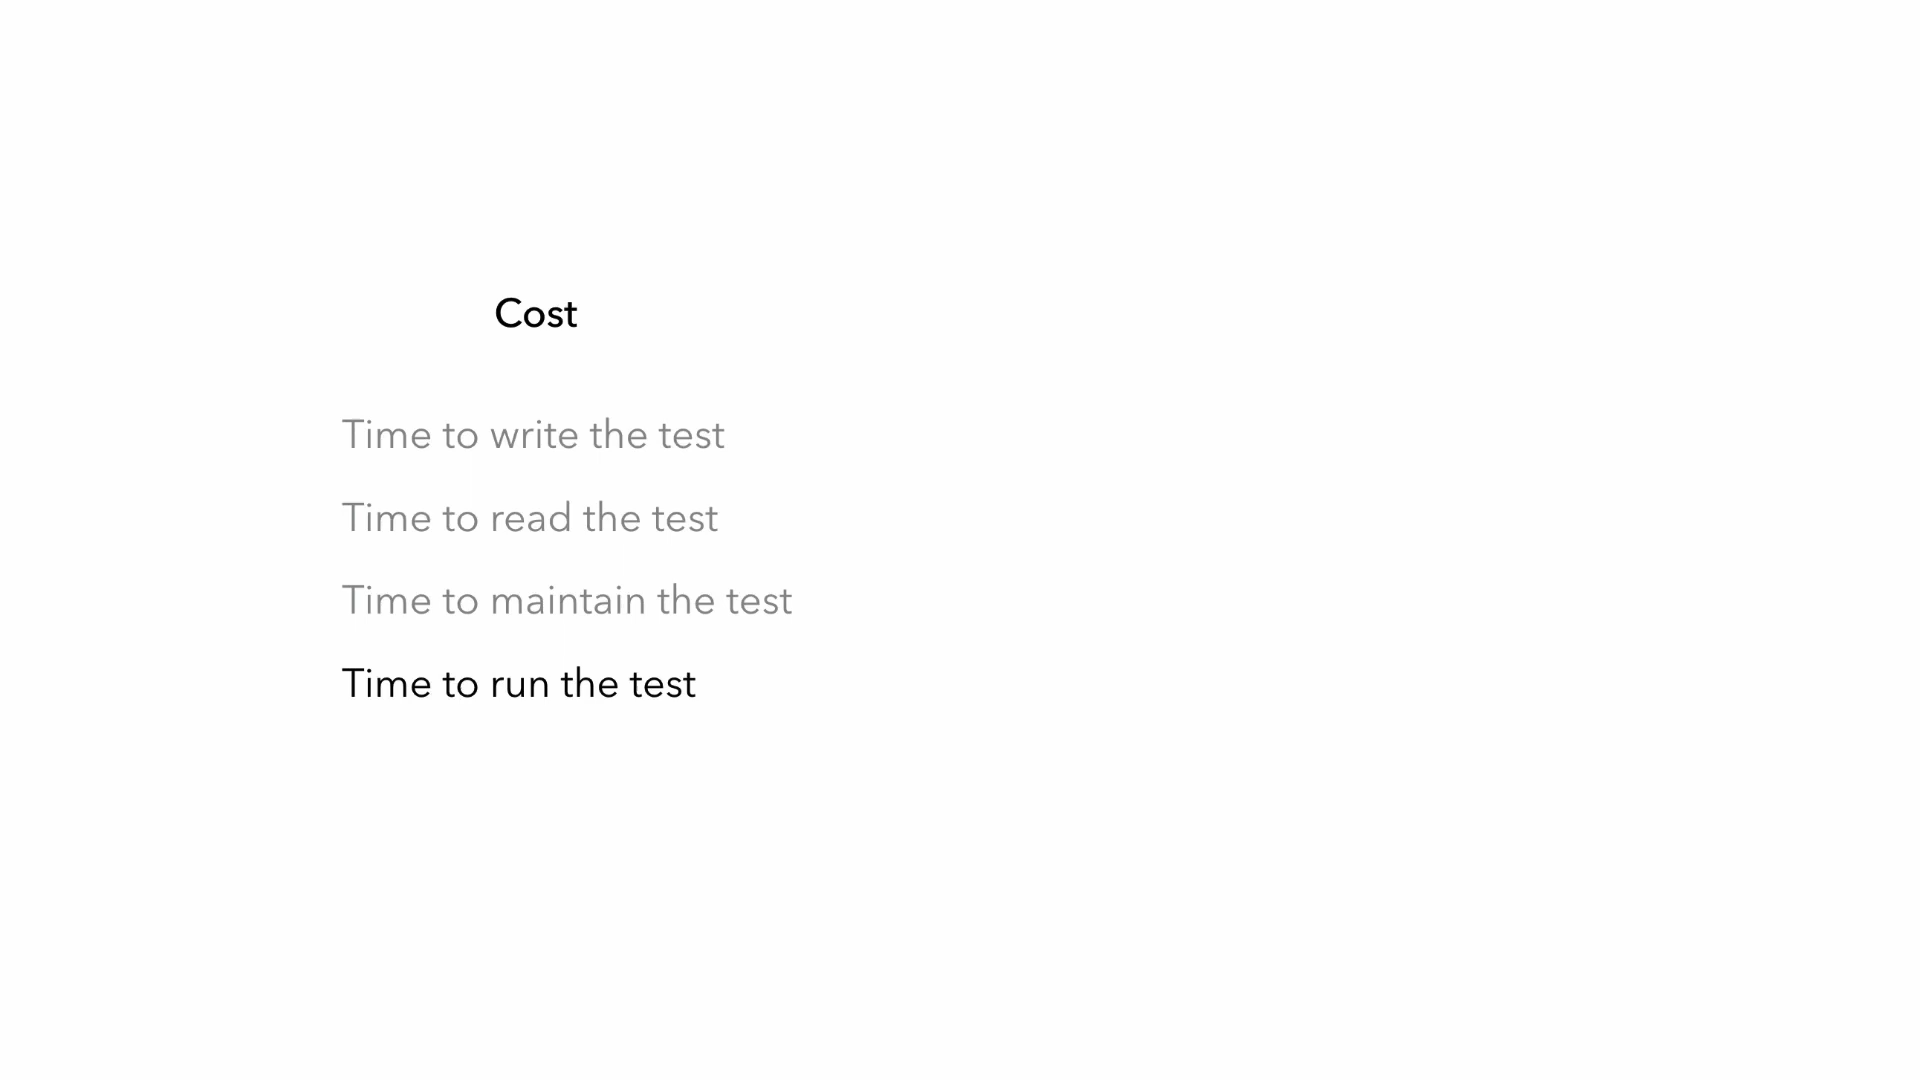 Cost
Time to write the test
Time to read the test
Time to maintain the test
Time to run the test